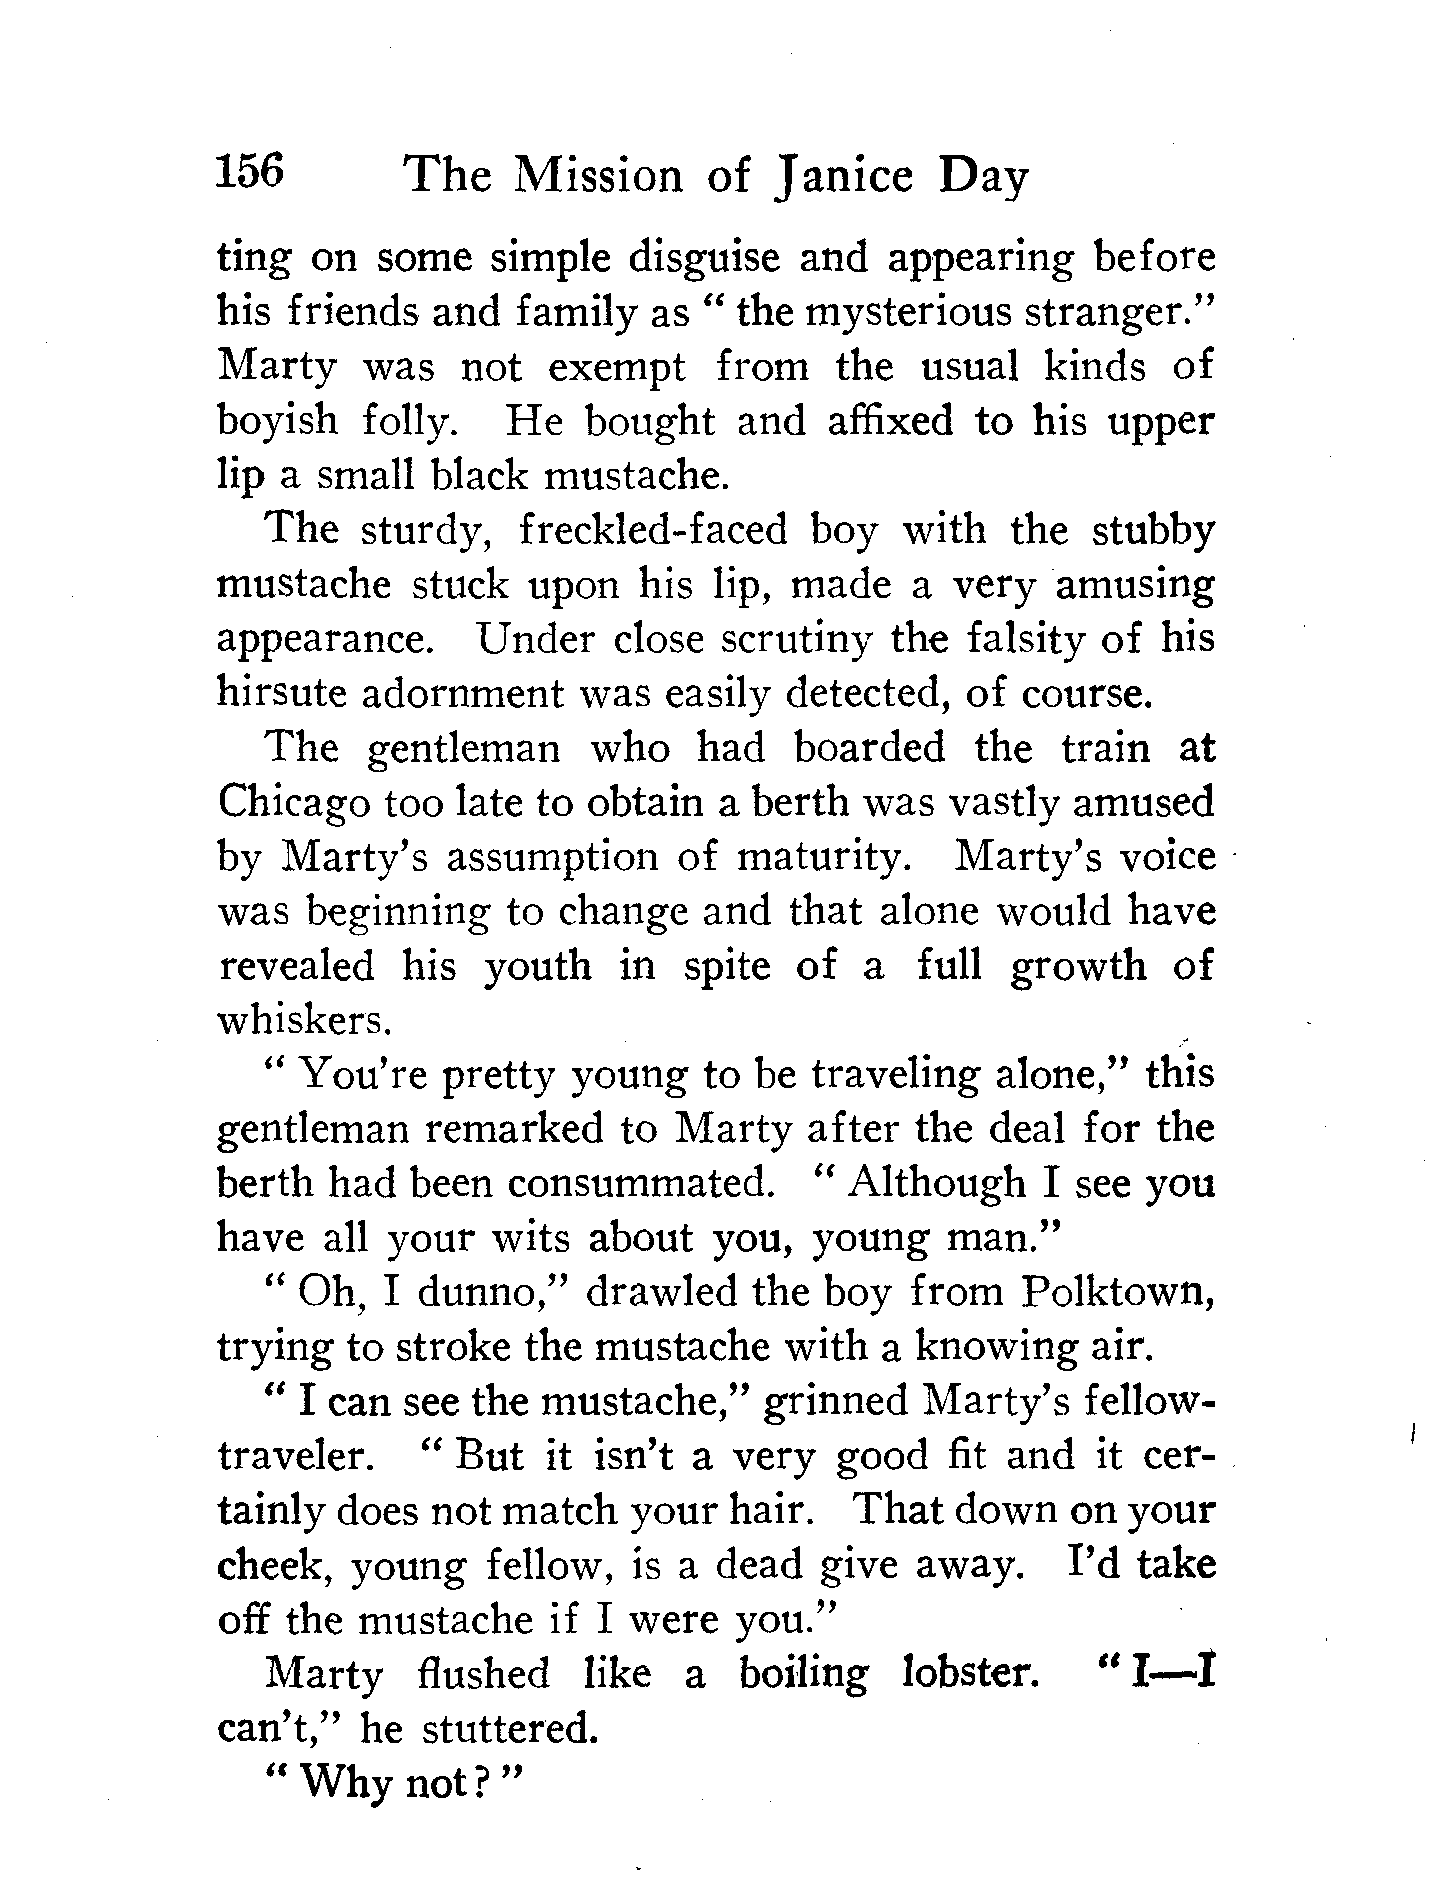 156 The Mission of Janice Day
ting on some simple disguise and appearing before
his friends and family as “ the mysterious stranger.”
Marty was not exempt from the usual kinds of
boyish folly. He bought and affixed to his upper
lip a small black mustache.
The sturdy, freckled-faced boy with the stubby
mustache stuck upon his lip, made a very amusing
appearance. Under close scrutiny the falsity of his
hirsute adornment was easily detected, of course.
The gentleman who had boarded the train at
Chicago too late to obtain a berth was vastly amused
by Marty’s assumption of maturity. Marty’s voice
was beginning to change and that alone would have
revealed his youth in spite of a full growth of
whiskers.
“ You’re pretty young to be traveling alone,” this
gentleman remarked to Marty after the deal for the
berth had been consummated. “ Although I see you
have all your wits about you, young man.”
“ Oh, I dunno,” drawled the boy from Polktown,
trying to stroke the mustache with a knowing air.
“ I can see the mustache,” grinned Marty’s fellow-
traveler. “ But it isn’t a very good fit and it cer-
tainly does not match your hair. That down on your
cheek, young fellow, is a dead give away. I’d take
off the mustache if I were you.”
Marty flushed like a boiling lobster. “ I—I
can’t,” he stuttered.
“ Why not? ”